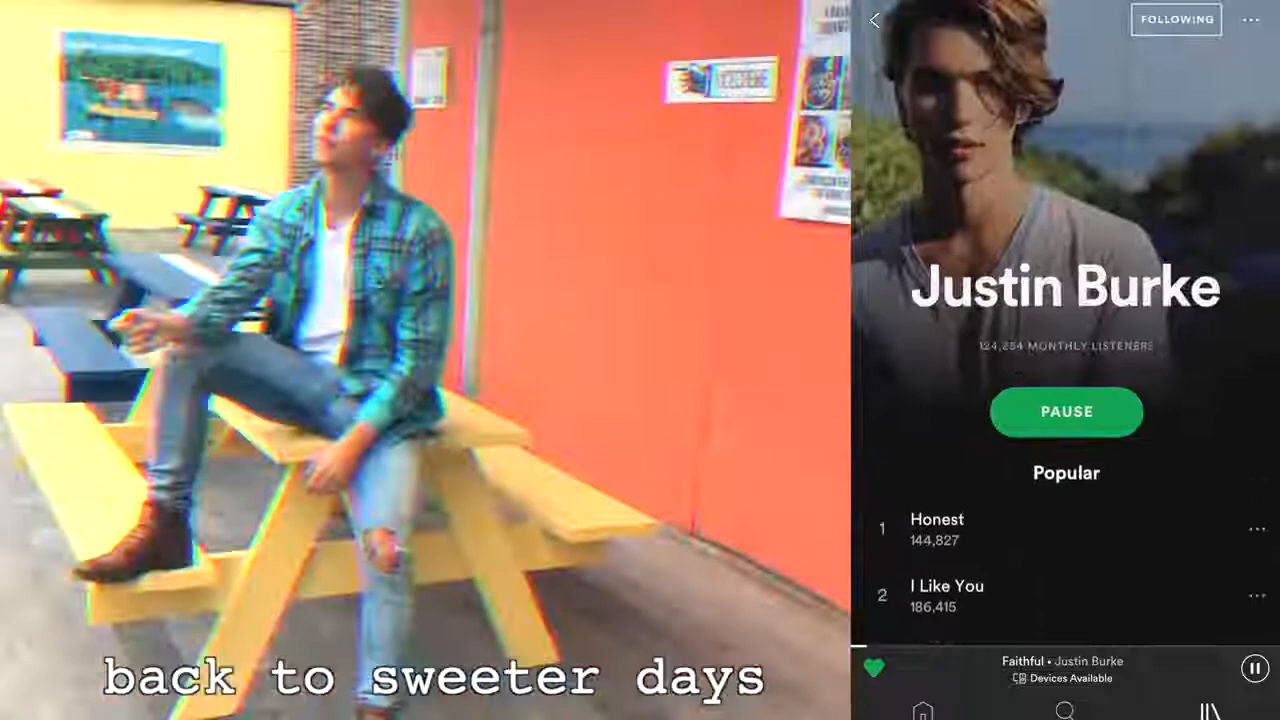 back to sweeter days
FOLLOWING
Justin Burke
124,254 MONTHLY LISTENERS
PAUSE
Popular
1
Honest
144,827
2
I Like You
186,415
Faithful • Justin Burke
Devices Available